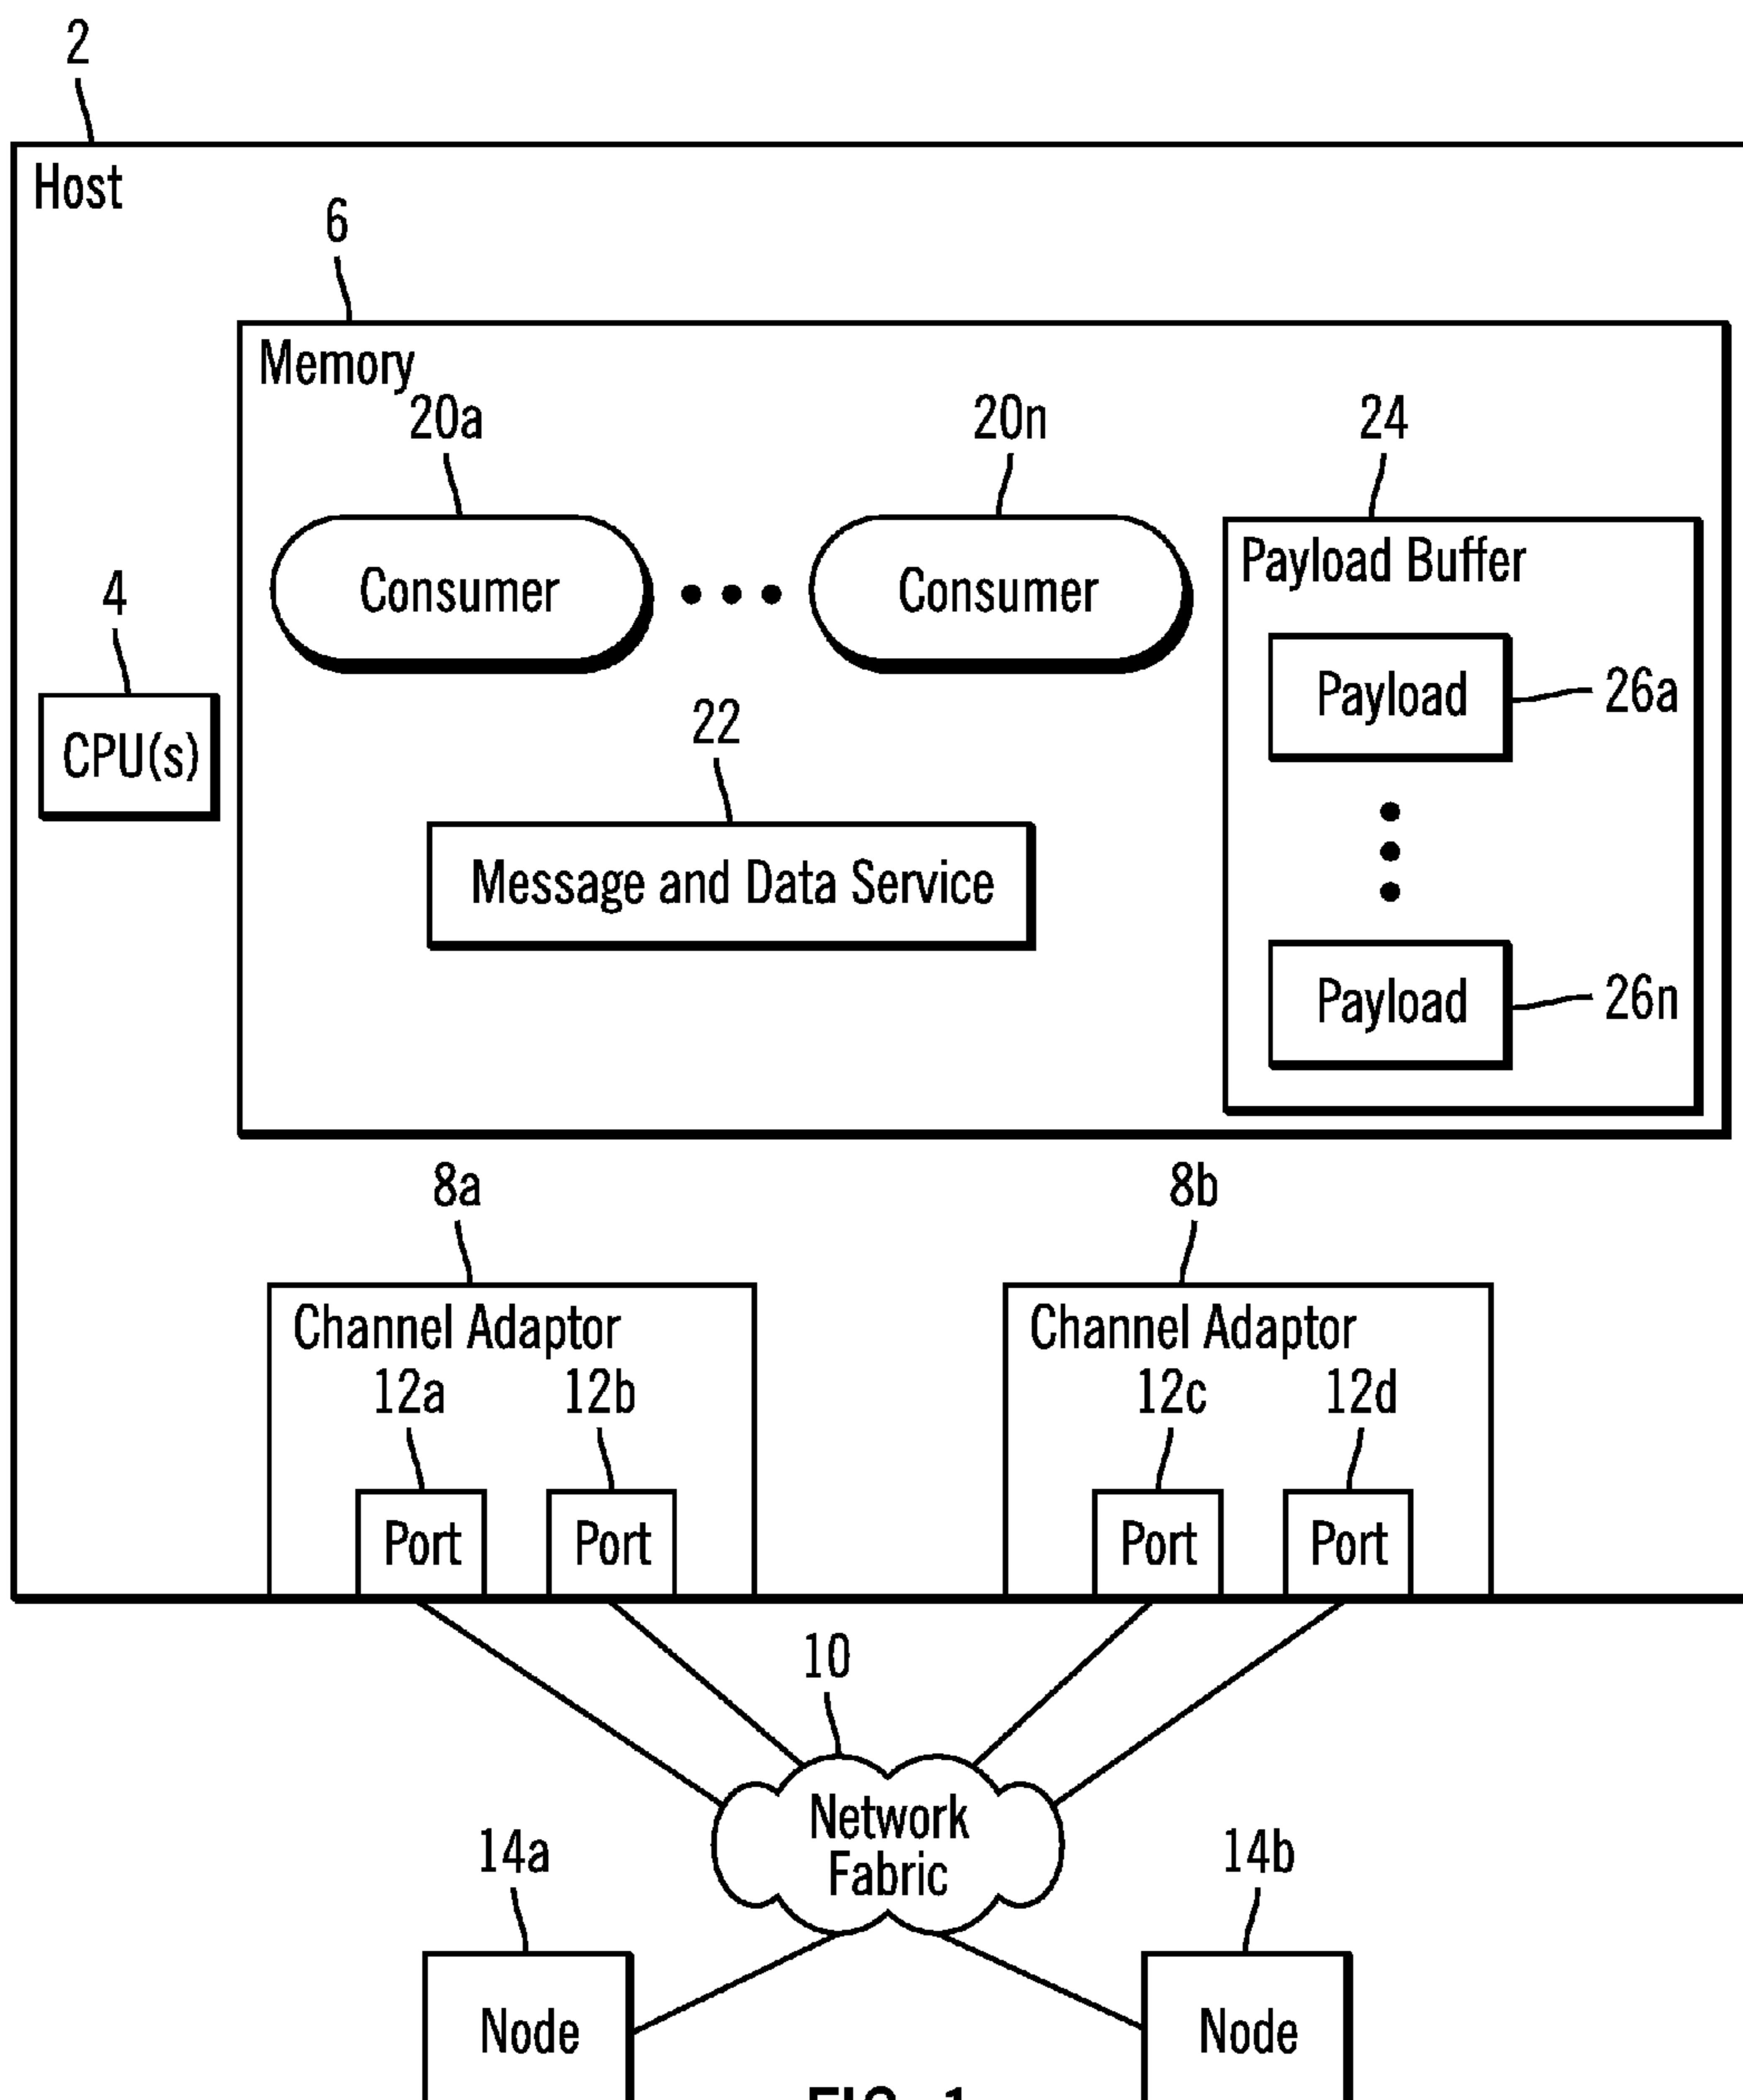 2
Host
6
Memory
20a
20n
24
Consumer
Consumer
Payload Buffer
4
CPU(s)
Payload
26a
22
Message and Data Service
Payload
26n
8a
8b
Channel Adaptor
Channel Adaptor
12a
12b
12c
12d
Port
Port
Port
Port
10
Network
Fabric
14a
14b
Node
Node
FIG. 1